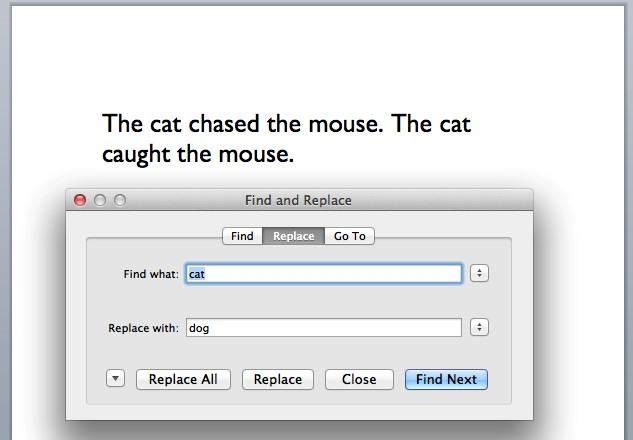 The cat chased the mouse. The cat
caught the mouse.
Find and Replace
Find Replace Go To
Find what: cat
Replace with: dog
Replace All Replace Close Find Next